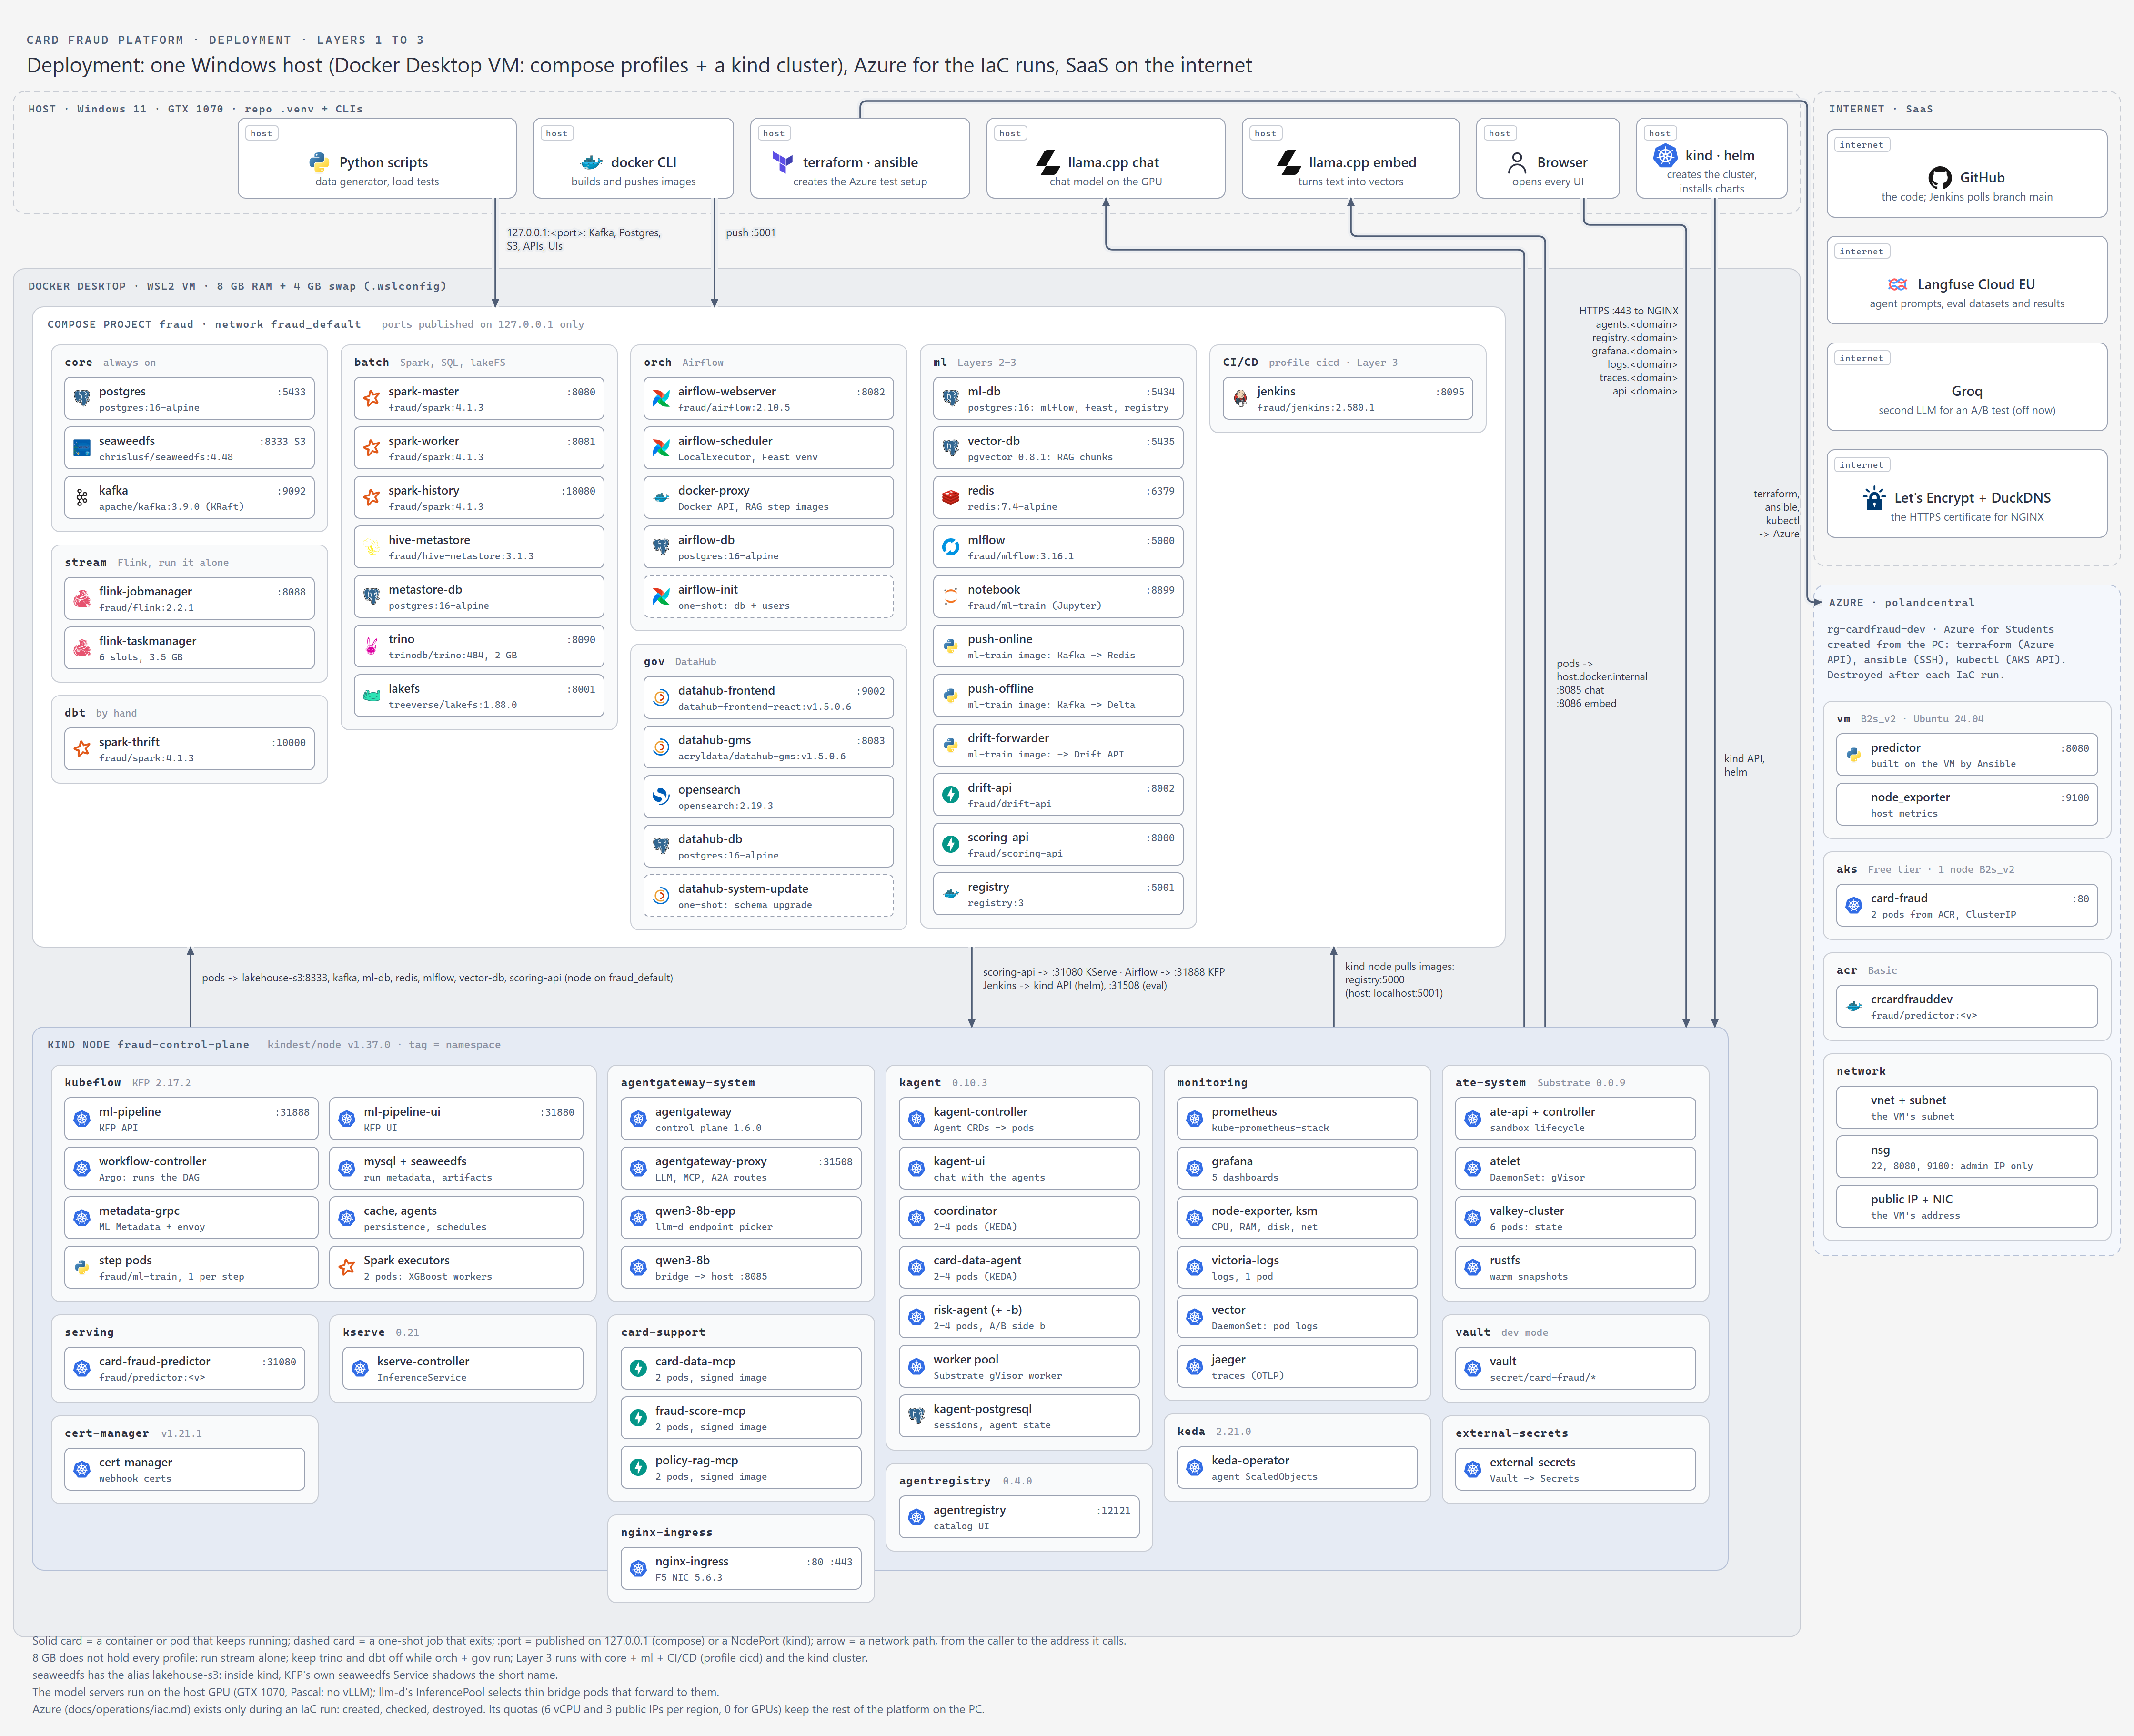 CARD FRAUD PLATFORM · DEPLOYMENT · LAYERS 1 TO 3
Deployment: one Windows host (Docker Desktop VM: compose profiles + a kind cluster), Azure for the IaC runs, SaaS on the internet
HOST · Windows 11 · GTX 1070 · repo .venv + CLIs
host
Python scripts
data generator, load tests
host
docker CLI
builds and pushes images
host
terraform · ansible
creates the Azure test setup
host
llama.cpp chat
chat model on the GPU
host
llama.cpp embed
turns text into vectors
host
Browser
opens every UI
host
kind · helm
creates the cluster,
installs charts
127.0.0.1:<port>: Kafka, Postgres,
S3, APIs, UIs
push :5001
DOCKER DESKTOP · WSL2 VM · 8 GB RAM + 4 GB swap (.wslconfig)
COMPOSE PROJECT fraud · network fraud_default ports published on 127.0.0.1 only
core always on
postgres :5433
postgres:16-alpine
seaweedfs :8333 S3
chrislusf/seaweedfs:4.48
kafka :9092
apache/kafka:3.9.0 (KRaft)
stream Flink, run it alone
flink-jobmanager :8088
fraud/flink:2.2.1
flink-taskmanager
6 slots, 3.5 GB
dbt by hand
spark-thrift :10000
fraud/spark:4.1.3
batch Spark, SQL, lakeFS
spark-master :8080
fraud/spark:4.1.3
spark-worker :8081
fraud/spark:4.1.3
spark-history :18080
fraud/spark:4.1.3
hive-metastore
fraud/hive-metastore:3.1.3
metastore-db
postgres:16-alpine
trino :8090
trinodb/trino:484, 2 GB
lakefs :8001
treeverse/lakefs:1.88.0
orch Airflow
airflow-webserver :8082
fraud/airflow:2.10.5
airflow-scheduler
LocalExecutor, Feast venv
docker-proxy
Docker API, RAG step images
airflow-db
postgres:16-alpine
airflow-init
one-shot: db + users
gov DataHub
datahub-frontend :9002
datahub-frontend-react:v1.5.0.6
datahub-gms :8083
acryldata/datahub-gms:v1.5.0.6
opensearch
opensearch:2.19.3
datahub-db
postgres:16-alpine
datahub-system-update
one-shot: schema upgrade
ml Layers 2-3
ml-db :5434
postgres:16: mlflow, feast, registry
vector-db :5435
pgvector 0.8.1: RAG chunks
redis :6379
redis:7.4-alpine
mlflow :5000
fraud/mlflow:3.16.1
notebook :8899
fraud/ml-train (Jupyter)
push-online
ml-train image: Kafka -> Redis
push-offline
ml-train image: Kafka -> Delta
drift-forwarder
ml-train image: -> Drift API
drift-api :8002
fraud/drift-api
scoring-api :8000
fraud/scoring-api
registry :5001
registry:3
CI/CD profile cicd · Layer 3
jenkins :8095
fraud/jenkins:2.580.1
HTTPS :443 to NGINX
agents.<domain>
registry.<domain>
grafana.<domain>
logs.<domain>
traces.<domain>
api.<domain>
terraform,
ansible,
kubectl
-> Azure
pods ->
host.docker.internal
:8085 chat
:8086 embed
kind API,
helm
pods -> lakehouse-s3:8333, kafka, ml-db, redis, mlflow, vector-db, scoring-api (node on fraud_default)
scoring-api -> :31080 KServe · Airflow -> :31888 KFP
Jenkins -> kind API (helm), :31508 (eval)
kind node pulls images:
registry:5000
(host: localhost:5001)
KIND NODE fraud-control-plane kindest/node v1.37.0 · tag = namespace
kubeflow KFP 2.17.2
ml-pipeline :31888
KFP API
ml-pipeline-ui :31880
KFP UI
workflow-controller
Argo: runs the DAG
mysql + seaweedfs
run metadata, artifacts
metadata-grpc
ML Metadata + envoy
cache, agents
persistence, schedules
step pods
fraud/ml-train, 1 per step
Spark executors
2 pods: XGBoost workers
serving
card-fraud-predictor :31080
fraud/predictor:<v>
kserve 0.21
kserve-controller
InferenceService
cert-manager v1.21.1
cert-manager
webhook certs
agentgateway-system
agentgateway
control plane 1.6.0
agentgateway-proxy :31508
LLM, MCP, A2A routes
qwen3-8b-epp
llm-d endpoint picker
qwen3-8b
bridge -> host :8085
card-support
card-data-mcp
2 pods, signed image
fraud-score-mcp
2 pods, signed image
policy-rag-mcp
2 pods, signed image
nginx-ingress
nginx-ingress :80 :443
F5 NIC 5.6.3
kagent 0.10.3
kagent-controller
Agent CRDs -> pods
kagent-ui
chat with the agents
coordinator
2-4 pods (KEDA)
card-data-agent
2-4 pods (KEDA)
risk-agent (+ -b)
2-4 pods, A/B side b
worker pool
Substrate gVisor worker
kagent-postgresql
sessions, agent state
agentregistry 0.4.0
agentregistry :12121
catalog UI
monitoring
prometheus
kube-prometheus-stack
grafana
5 dashboards
node-exporter, ksm
CPU, RAM, disk, net
victoria-logs
logs, 1 pod
vector
DaemonSet: pod logs
jaeger
traces (OTLP)
keda 2.21.0
keda-operator
agent ScaledObjects
ate-system Substrate 0.0.9
ate-api + controller
sandbox lifecycle
atelet
DaemonSet: gVisor
valkey-cluster
6 pods: state
rustfs
warm snapshots
vault dev mode
vault
secret/card-fraud/*
external-secrets
external-secrets
Vault -> Secrets
INTERNET · SaaS
internet
GitHub
the code; Jenkins polls branch main
internet
Langfuse Cloud EU
agent prompts, eval datasets and results
internet
Groq
second LLM for an A/B test (off now)
internet
Let's Encrypt + DuckDNS
the HTTPS certificate for NGINX
AZURE · polandcentral
rg-cardfraud-dev · Azure for Students
created from the PC: terraform (Azure
API), ansible (SSH), kubectl (AKS API).
Destroyed after each IaC run.
vm B2s_v2 · Ubuntu 24.04
predictor :8080
built on the VM by Ansible
node_exporter :9100
host metrics
aks Free tier · 1 node B2s_v2
card-fraud :80
2 pods from ACR, ClusterIP
acr Basic
crcardfrauddev
fraud/predictor:<v>
network
vnet + subnet
the VM's subnet
nsg
22, 8080, 9100: admin IP only
public IP + NIC
the VM's address
Solid card = a container or pod that keeps running; dashed card = a one-shot job that exits; :port = published on 127.0.0.1 (compose) or a NodePort (kind); arrow = a network path, from the caller to the address it calls.
8 GB does not hold every profile: run stream alone; keep trino and dbt off while orch + gov run; Layer 3 runs with core + ml + CI/CD (profile cicd) and the kind cluster.
seaweedfs has the alias lakehouse-s3: inside kind, KFP's own seaweedfs Service shadows the short name.
The model servers run on the host GPU (GTX 1070, Pascal: no vLLM); llm-d's InferencePool selects thin bridge pods that forward to them.
Azure (docs/operations/iac.md) exists only during an IaC run: created, checked, destroyed. Its quotas (6 vCPU and 3 public IPs per region, 0 for GPUs) keep the rest of the platform on the PC.